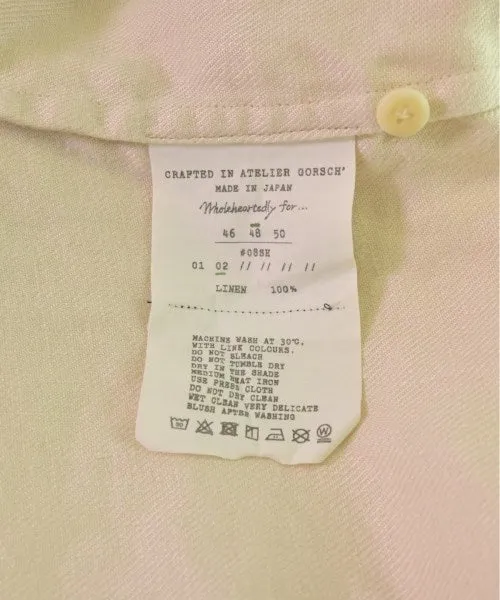 CRAFTED IN ATELIER GORSCH'
MADE IN JAPAN
Wholeheartedly for...
46 48 50
#08SH
01 02 // // // //
LINEN 100%
MACHINE WASH AT 30°C,
WITH LINK COLOURS.
DO NOT BLEACH
DO NOT TUMBLE DRY
DRY IN THE SHADE
MEDIUM HEAT IRON
USE PRESS CLOTH
DO NOT DRY CLEAN
WET CLEAN VERY DELICATE
BLUSH AFTER WASHING
W